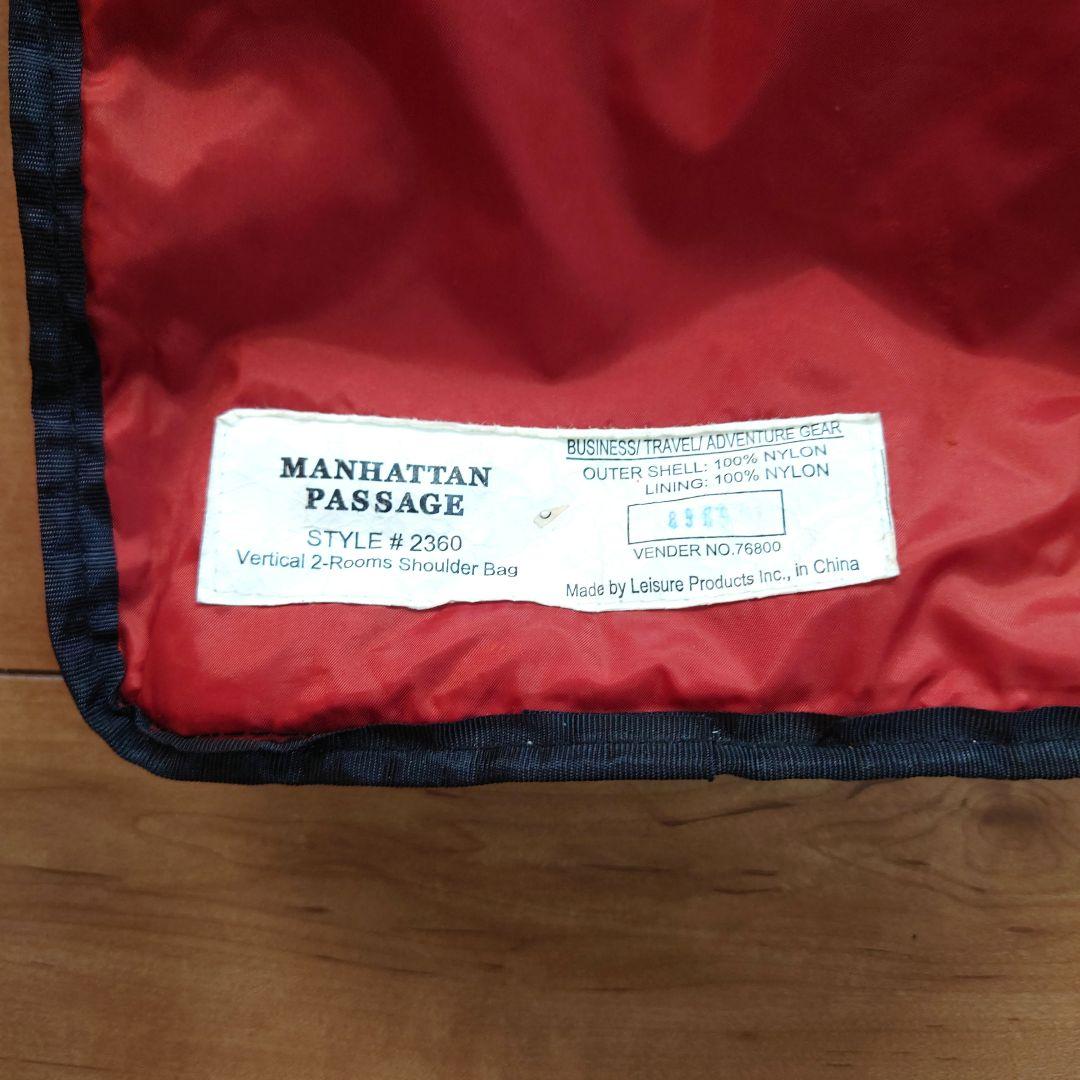 MANHATTAN
PASSAGE
STYLE # 2360
Vertical 2-Rooms Shoulder Bag
BUSINESS/ TRAVEL/ ADVENTURE GEAR
OUTER SHELL: 100% NYLON
LINING: 100% NYLON
VENDER NO.76800
Made by Leisure Products Inc., in China